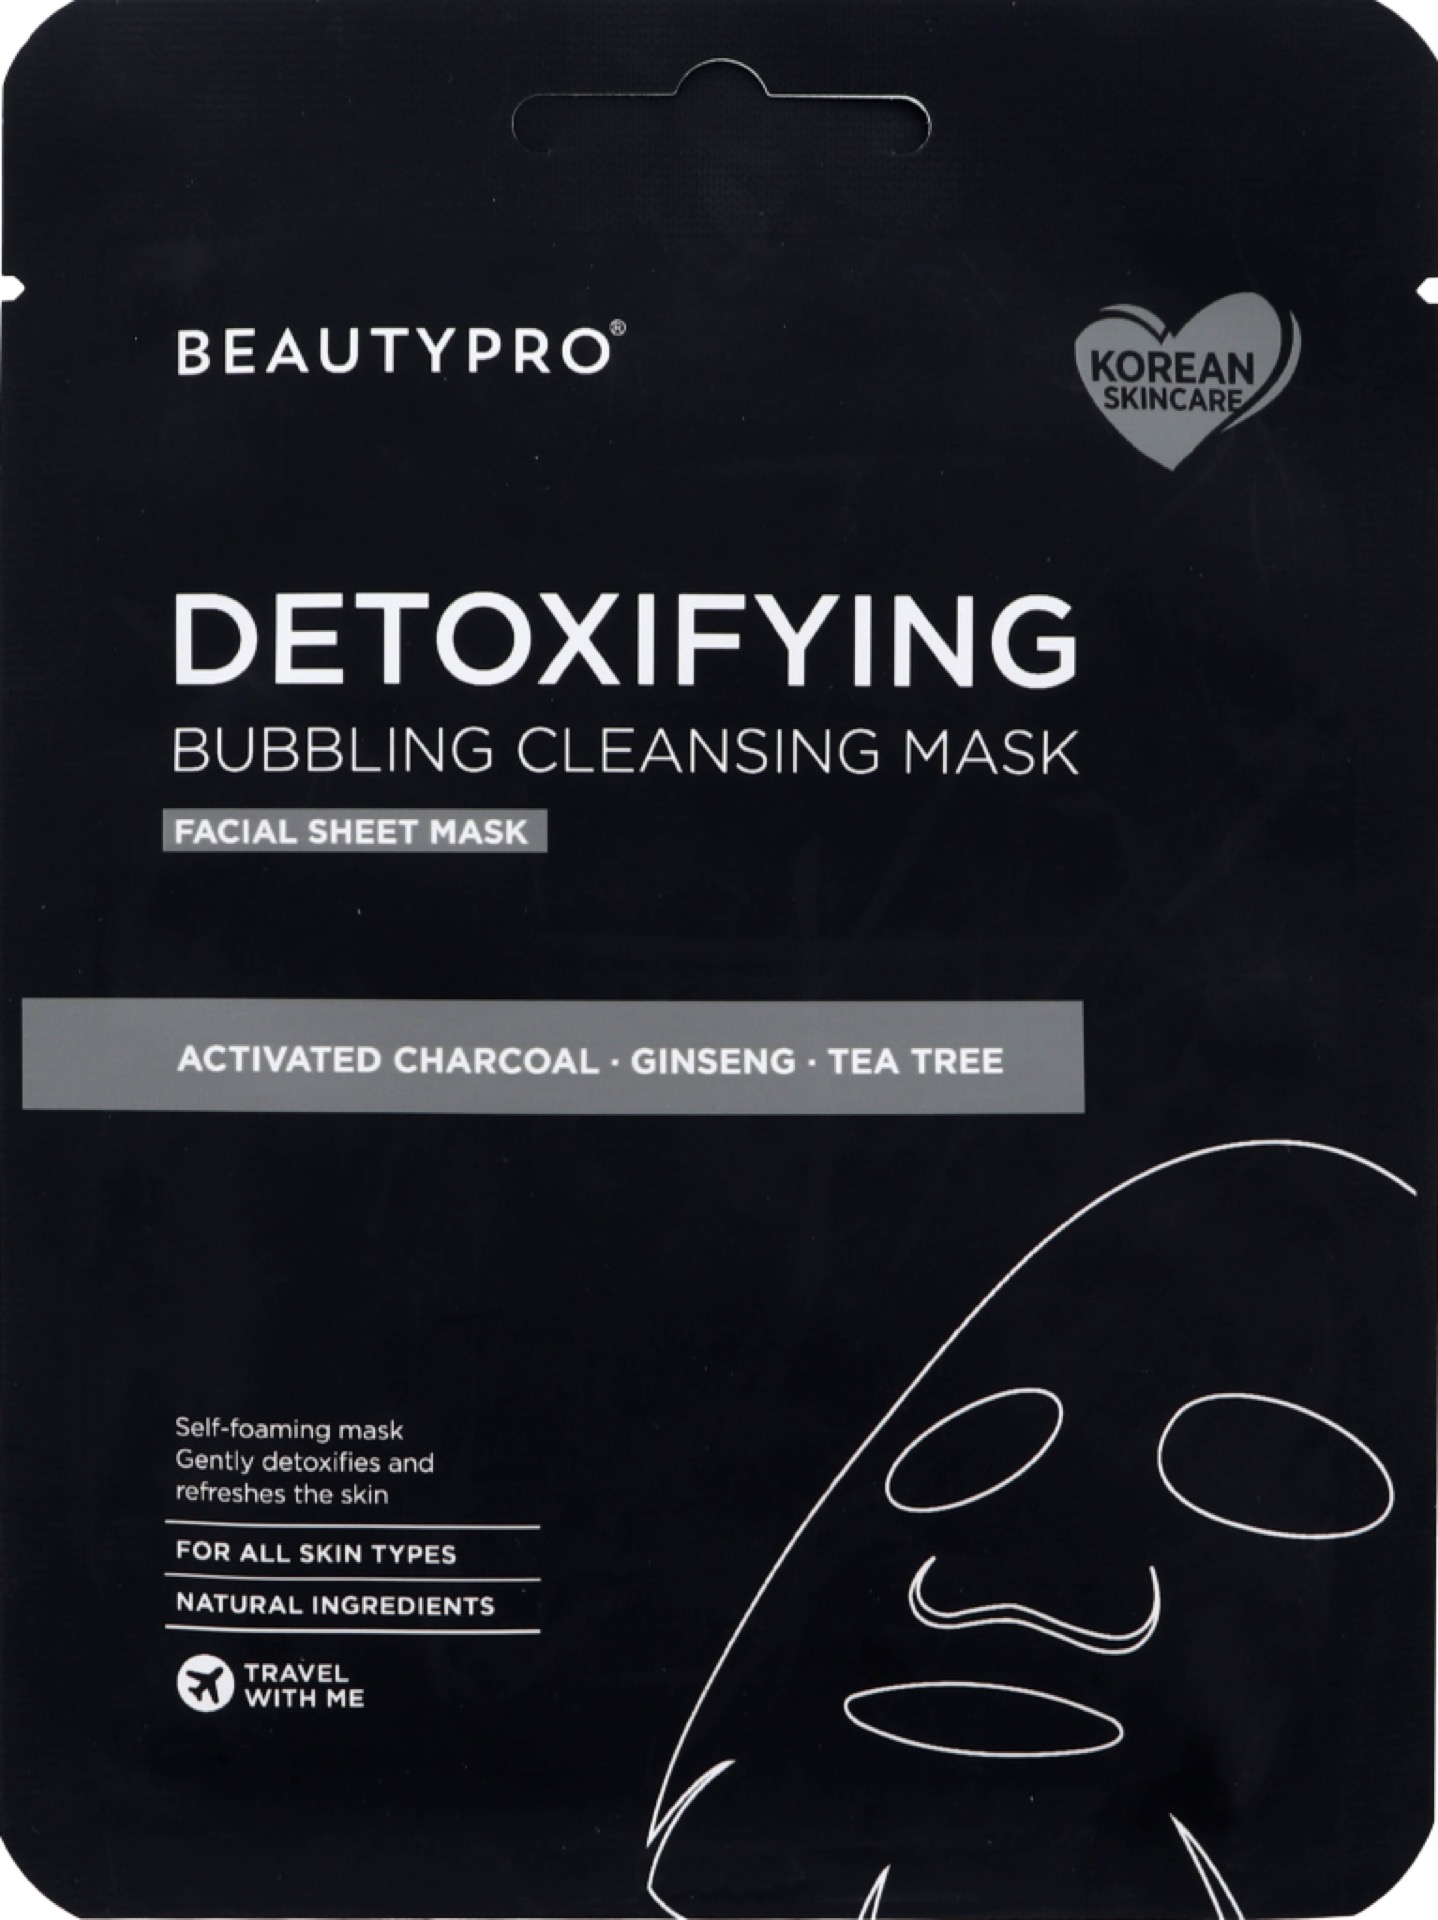 BEAUTYPRO®
KOREAN
SKINCARE
DETOXIFYING
BUBBLING CLEANSING MASK
FACIAL SHEET MASK
ACTIVATED CHARCOAL · GINSENG · TEA TREE
Self-foaming mask
Gently detoxifies and
refreshes the skin
FOR ALL SKIN TYPES
NATURAL INGREDIENTS
TRAVEL
WITH ME